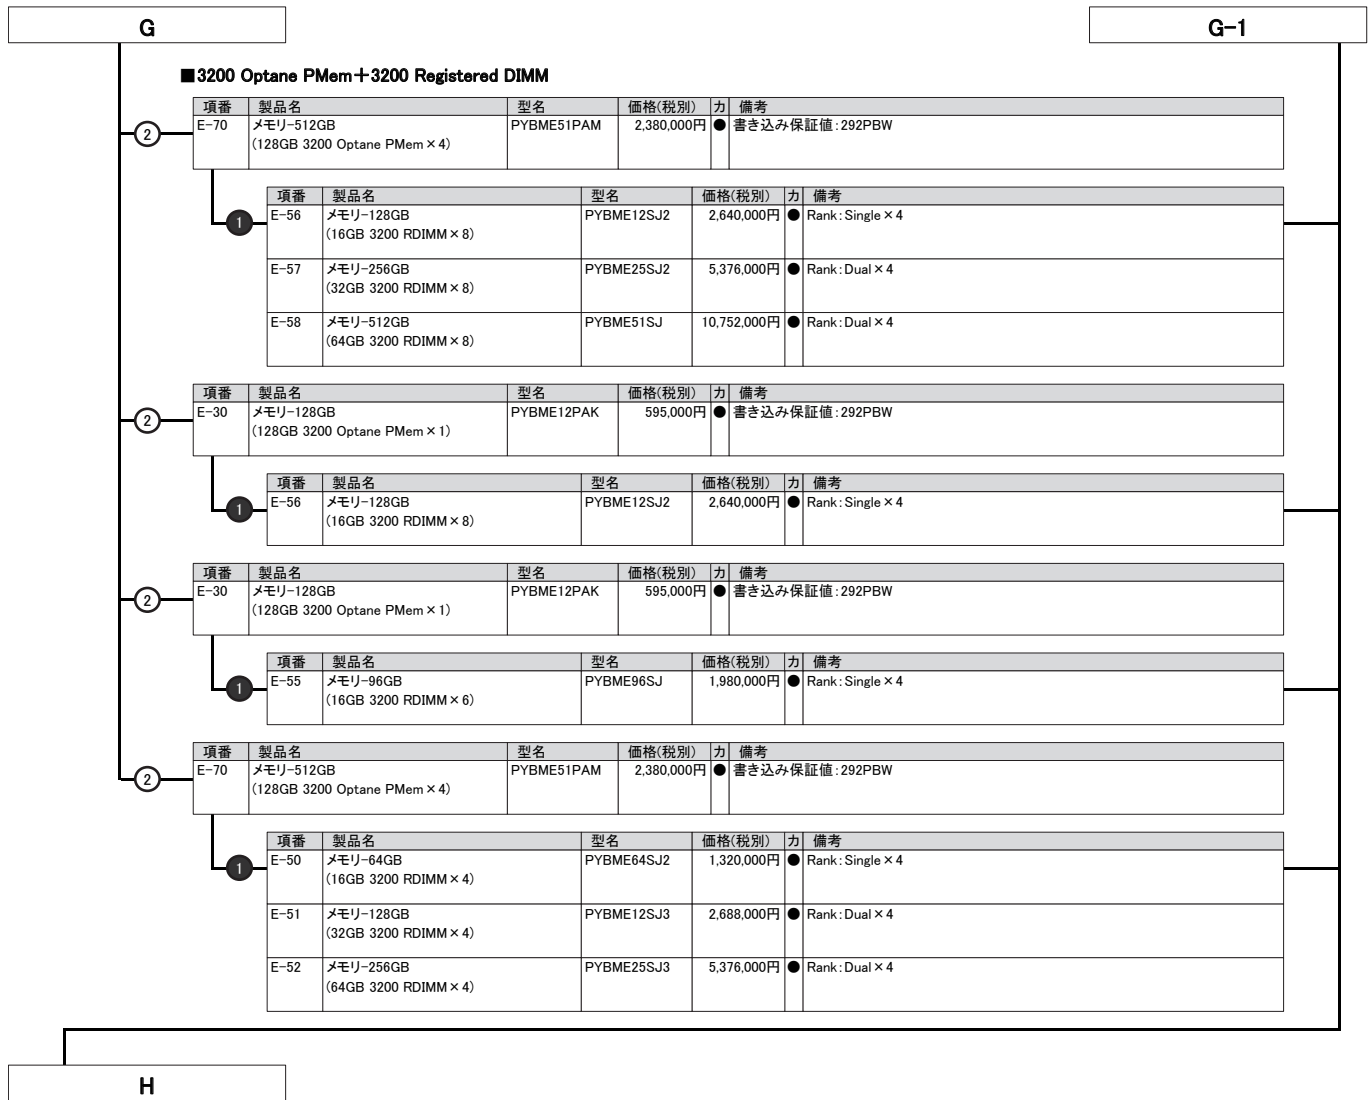 G
G-1
■3200 Optane PMem＋3200 Registered DIMM
項番 製品名 型名 価格(税別) カ 備考
② E-70 メモリ-512GB PYBME51PAM 2,380,000円 ● 書き込み保証値:292PBW
(128GB 3200 Optane PMem×4)
項番 製品名 型名 価格(税別) カ 備考
❶ E-56 メモリ-128GB PYBME12SJ2 2,640,000円 ● Rank:Single×4
(16GB 3200 RDIMM×8)
E-57 メモリ-256GB PYBME25SJ2 5,376,000円 ● Rank:Dual×4
(32GB 3200 RDIMM×8)
E-58 メモリ-512GB PYBME51SJ 10,752,000円 ● Rank:Dual×4
(64GB 3200 RDIMM×8)
項番 製品名 型名 価格(税別) カ 備考
② E-30 メモリ-128GB PYBME12PAK 595,000円 ● 書き込み保証値:292PBW
(128GB 3200 Optane PMem×1)
項番 製品名 型名 価格(税別) カ 備考
❶ E-56 メモリ-128GB PYBME12SJ2 2,640,000円 ● Rank:Single×4
(16GB 3200 RDIMM×8)
項番 製品名 型名 価格(税別) カ 備考
② E-30 メモリ-128GB PYBME12PAK 595,000円 ● 書き込み保証値:292PBW
(128GB 3200 Optane PMem×1)
項番 製品名 型名 価格(税別) カ 備考
❶ E-55 メモリ-96GB PYBME96SJ 1,980,000円 ● Rank:Single×4
(16GB 3200 RDIMM×6)
項番 製品名 型名 価格(税別) カ 備考
② E-70 メモリ-512GB PYBME51PAM 2,380,000円 ● 書き込み保証値:292PBW
(128GB 3200 Optane PMem×4)
項番 製品名 型名 価格(税別) カ 備考
❶ E-50 メモリ-64GB PYBME64SJ2 1,320,000円 ● Rank:Single×4
(16GB 3200 RDIMM×4)
E-51 メモリ-128GB PYBME12SJ3 2,688,000円 ● Rank:Dual×4
(32GB 3200 RDIMM×4)
E-52 メモリ-256GB PYBME25SJ3 5,376,000円 ● Rank:Dual×4
(64GB 3200 RDIMM×4)
H